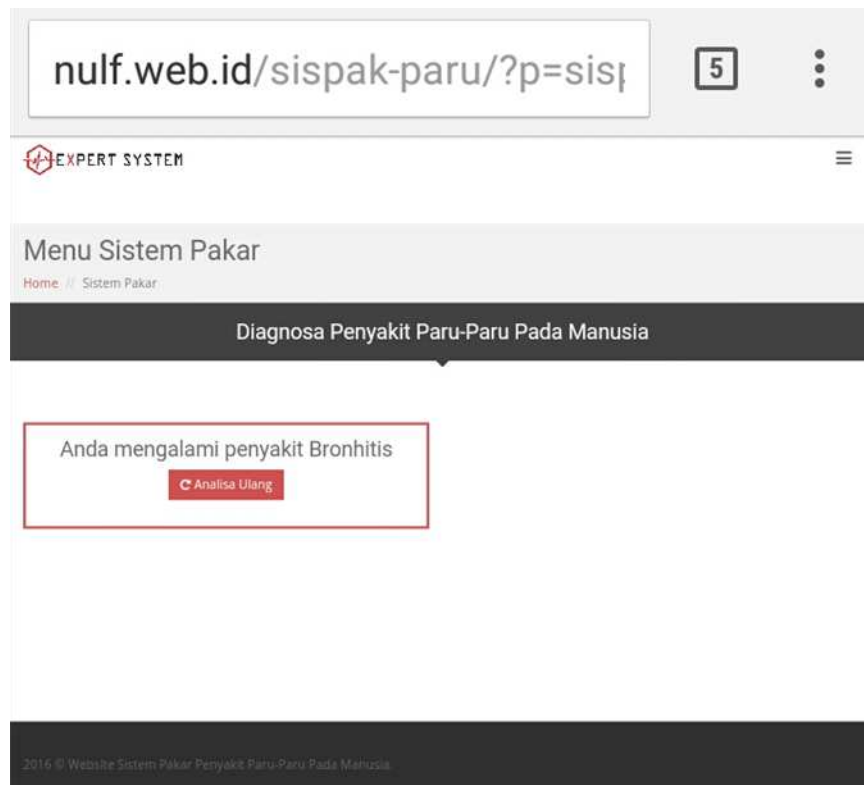 nulf.web.id/sispak-paru/?p=sisp
5
EXPERT SYSTEM
Menu Sistem Pakar
Home // Sistem Pakar
Diagnosa Penyakit Paru-Paru Pada Manusia
Anda mengalami penyakit Bronhitis
Analisa Ulang
2016 © Website Sistem Pakar Penyakit Paru-Paru Pada Manusia.